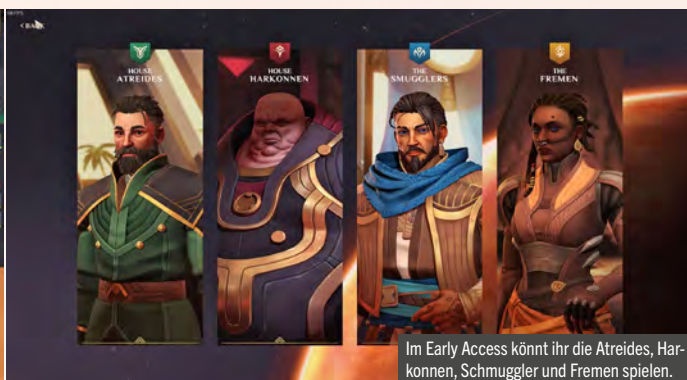 < BACK
HOUSE
ATREIDES
HOUSE
HARKONNEN
THE
SMUGGLERS
THE
FREMEN
Im Early Access könnt ihr die Atreides, Har-
konnen, Schmuggler und Fremen spielen.